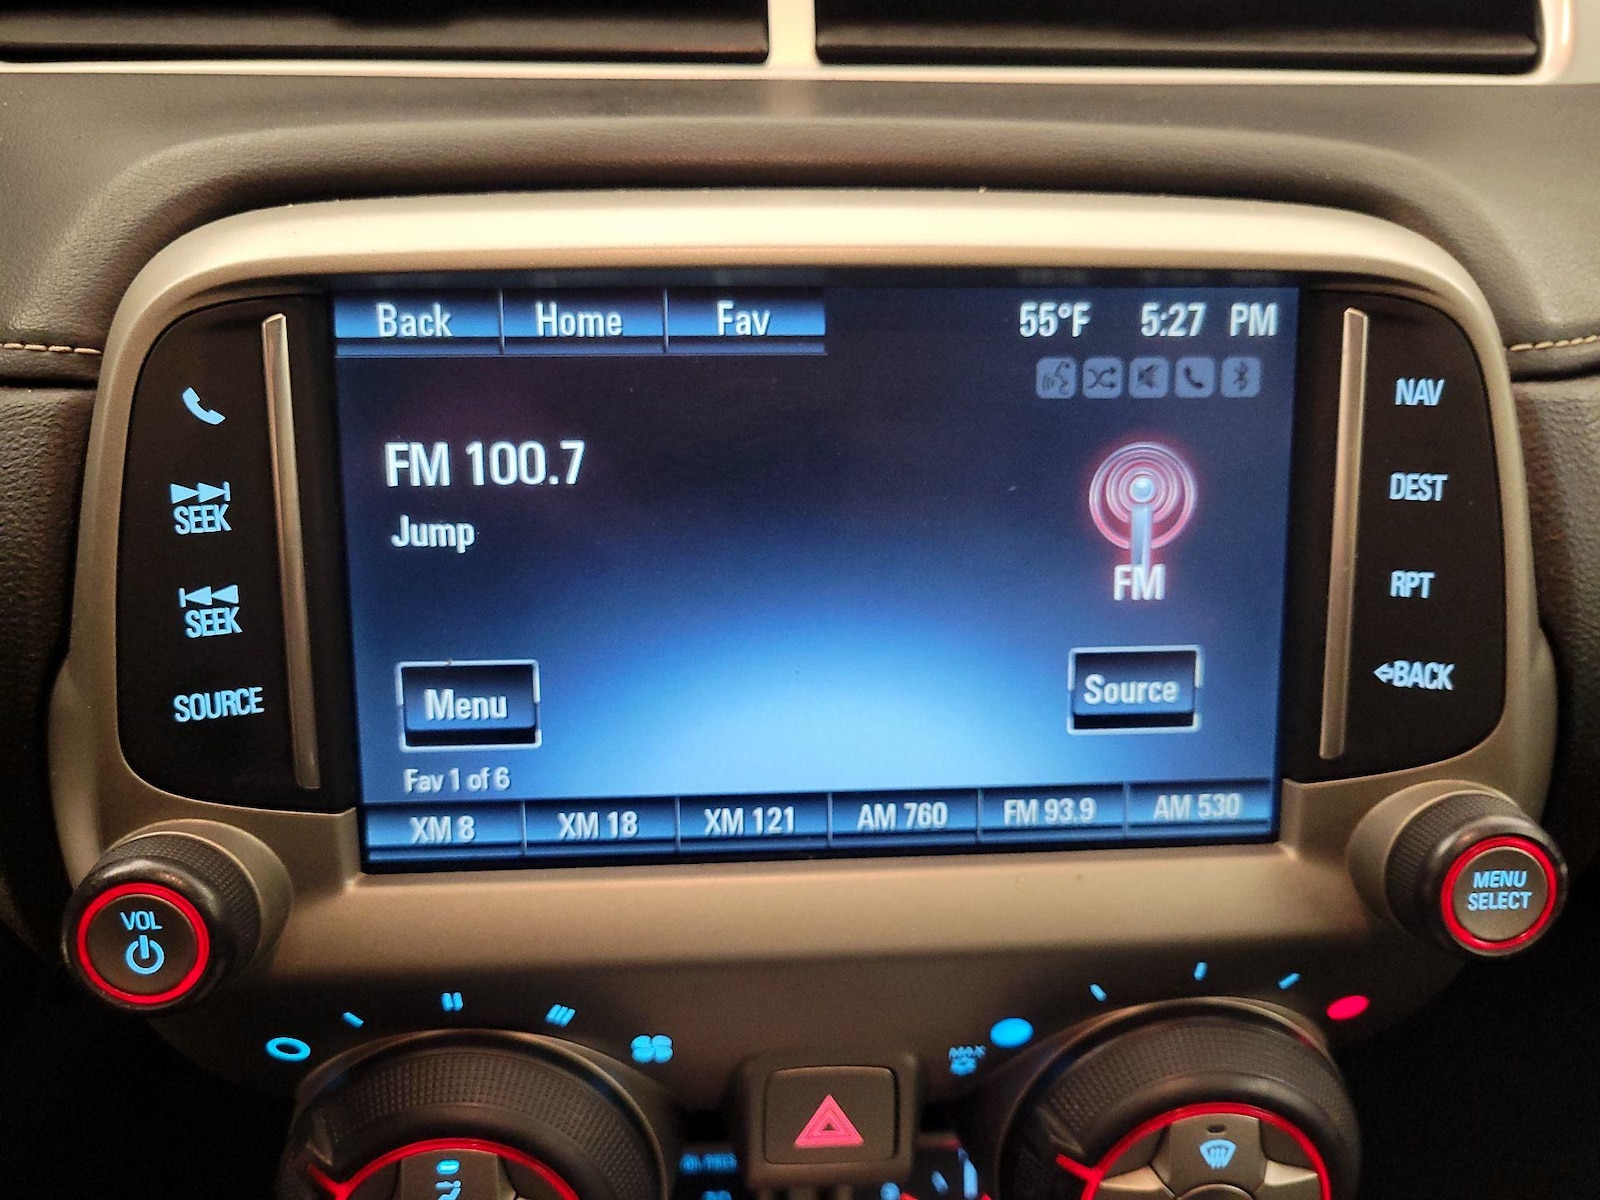 Back Home Fav 55°F 5:27 PM
NAV
FM 100.7
DEST
SEEK
Jump
FM
RPT
SEEK
BACK
SOURCE
Menu
Source
Fav 1 of 6
XM 8 XM 18 XM 121 AM 760 FM 93.9 AM 530
VOL
MENU
SELECT
MAX